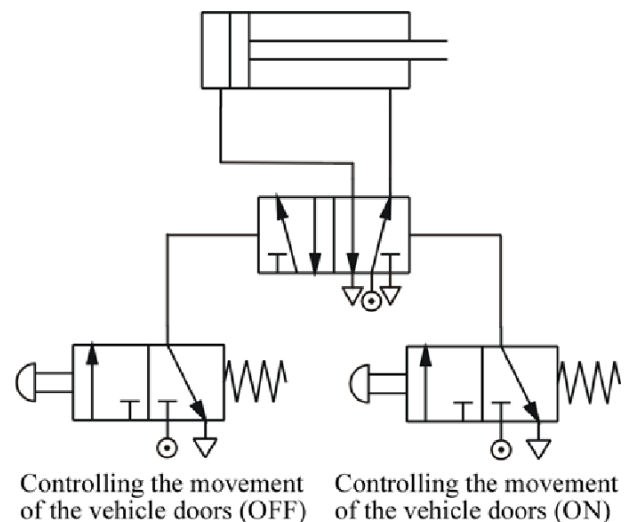 Controlling the movement
of the vehicle doors (OFF)
Controlling the movement
of the vehicle doors (ON)